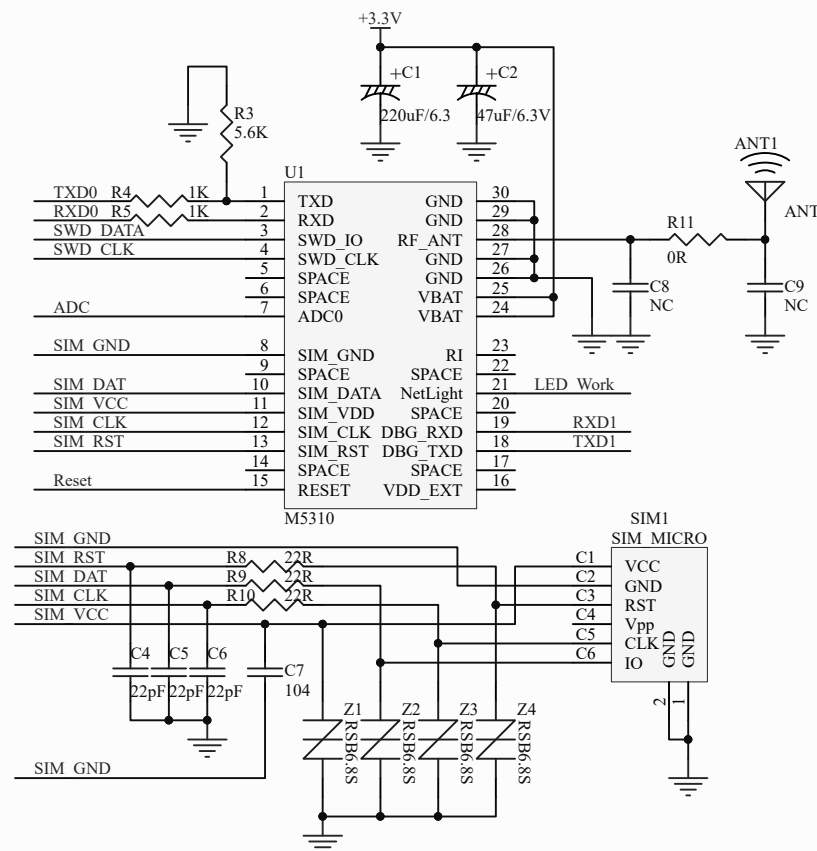 +3.3V
+C1
+C2
220uF/6.3
47uF/6.3V
R3
5.6K
ANT1
ANT
U1
TXD0 R4 1K 1 TXD GND 30
RXD0 R5 1K 2 RXD GND 29
SWD_DATA 3 SWD_IO RF_ANT 28
SWD_CLK 4 SWD_CLK GND 27
5 SPACE GND 26
6 SPACE VBAT 25
ADC 7 ADC0 VBAT 24
R11
0R
C8
NC
C9
NC
SIM_GND 8 SIM_GND RI 23
9 SPACE SPACE 22
SIM_DAT 10 SIM_DATA NetLight 21 LED_Work
SIM_VCC 11 SIM_VDD SPACE 20
SIM_CLK 12 SIM_CLK DBG_RXD 19 RXD1
SIM_RST 13 SIM_RST DBG_TXD 18 TXD1
14 SPACE SPACE 17
Reset 15 RESET VDD_EXT 16
M5310
SIM1
SIM_MICRO
SIM_GND
SIM_RST R8 22R
SIM_DAT R9 22R
SIM_CLK R10 22R
SIM_VCC
C1 VCC
C2 GND
C3 RST
C4 Vpp
C5 CLK
C6 IO
GND
GND
2
1
C4
22pF
C5
22pF
C6
22pF
C7
104
Z1
RSB6.8S
Z2
RSB6.8S
Z3
RSB6.8S
Z4
RSB6.8S
SIM_GND